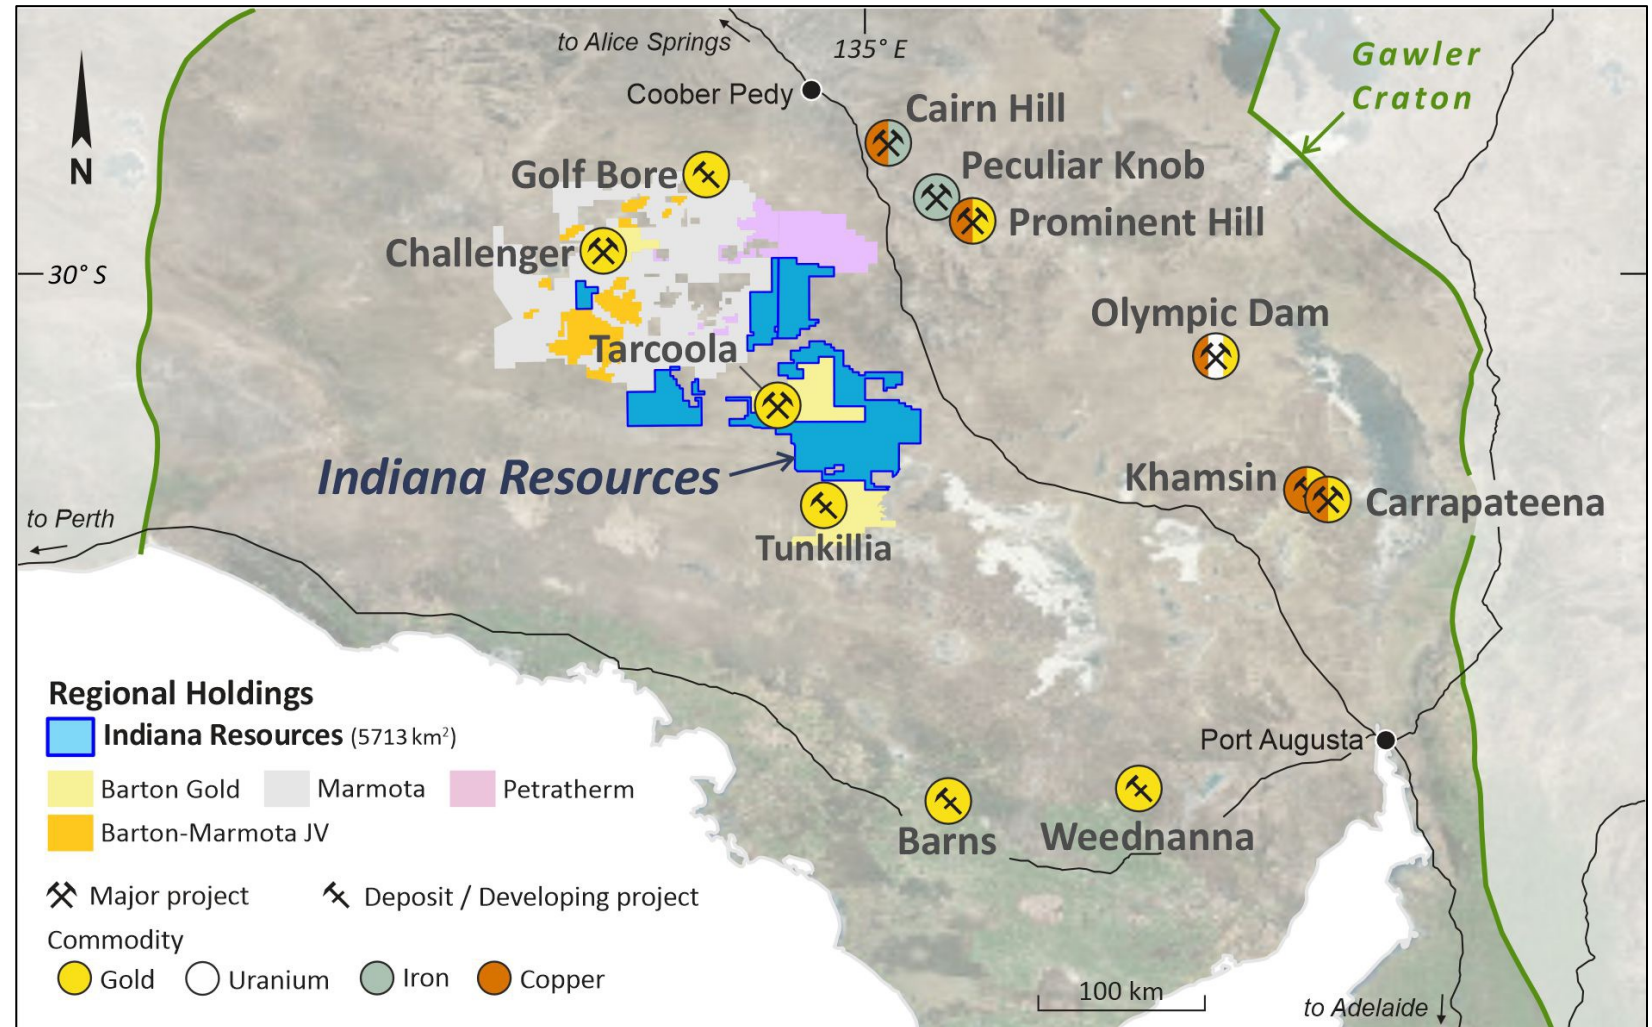 to Alice Springs
135° E
Gawler
Craton
Coober Pedy
Cairn Hill
N
Golf Bore
Peculiar Knob
Prominent Hill
Challenger
30° S
Olympic Dam
Tarcoola
Indiana Resources
Khamsin
Carrapateena
to Perth
Tunkillia
Regional Holdings
Indiana Resources (5713 km²)
Barton Gold
Marmota
Petratherm
Barton-Marmota JV
Port Augusta
Barns
Weednanna
Major project
Deposit / Developing project
Commodity
Gold
Uranium
Iron
Copper
100 km
to Adelaide